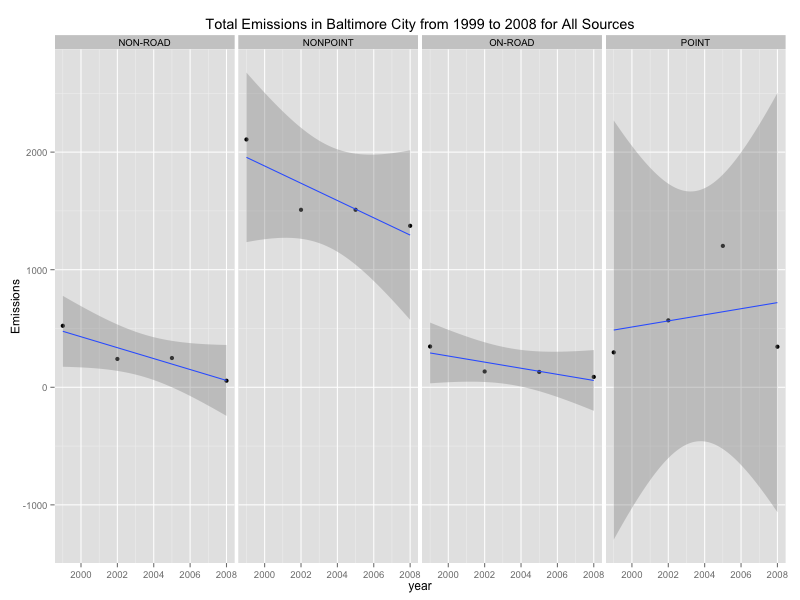 Total Emissions in Baltimore City from 1999 to 2008 for All Sources
NON-ROAD NONPOINT ON-ROAD POINT
Emissions
2000
1000
0
-1000
2000 2002 2004 2006 2008 2000 2002 2004 2006 2008 2000 2002 2004 2006 2008 2000 2002 2004 2006 2008
year